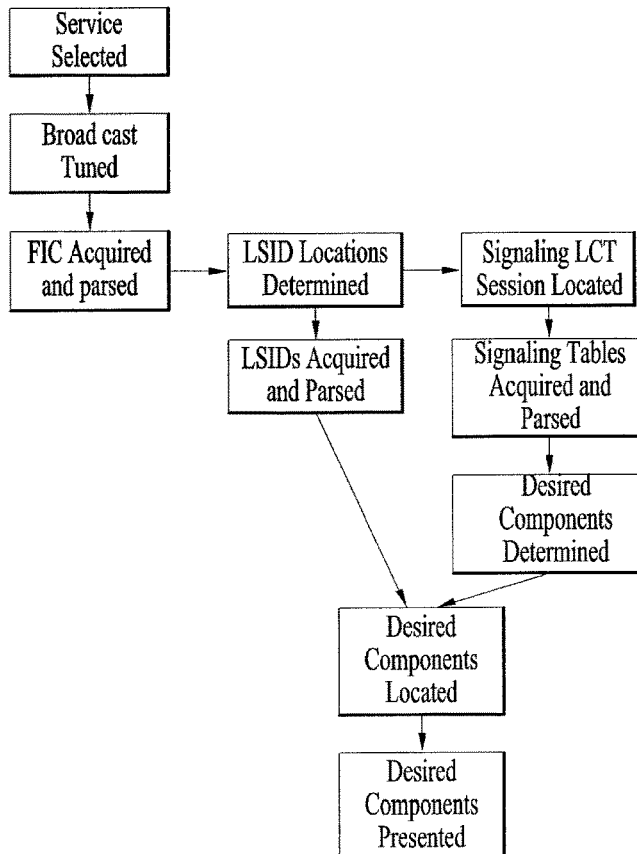 Service
Selected
Broad cast
Tuned
FIC Acquired
and parsed
LSID Locations
Determined
Signaling LCT
Session Located
LSIDs Acquired
and Parsed
Signaling Tables
Acquired and
Parsed
Desired
Components
Determined
Desired
Components
Located
Desired
Components
Presented